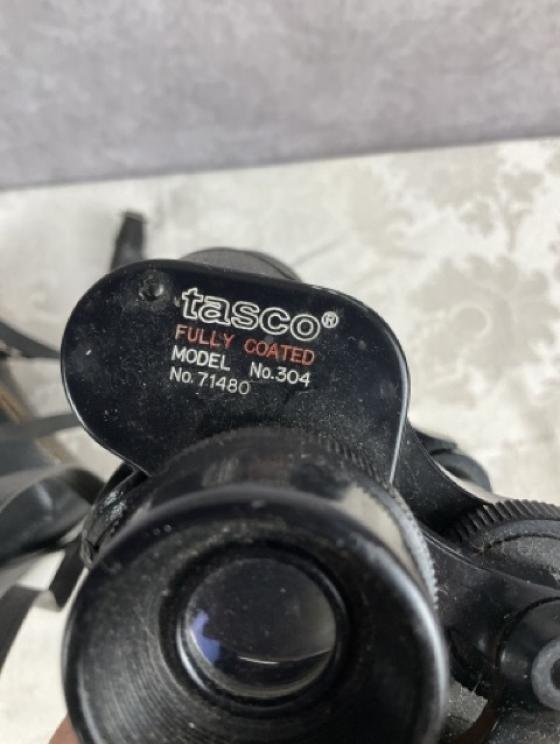 tasco®
FULLY COATED
MODEL No.304
No.71480